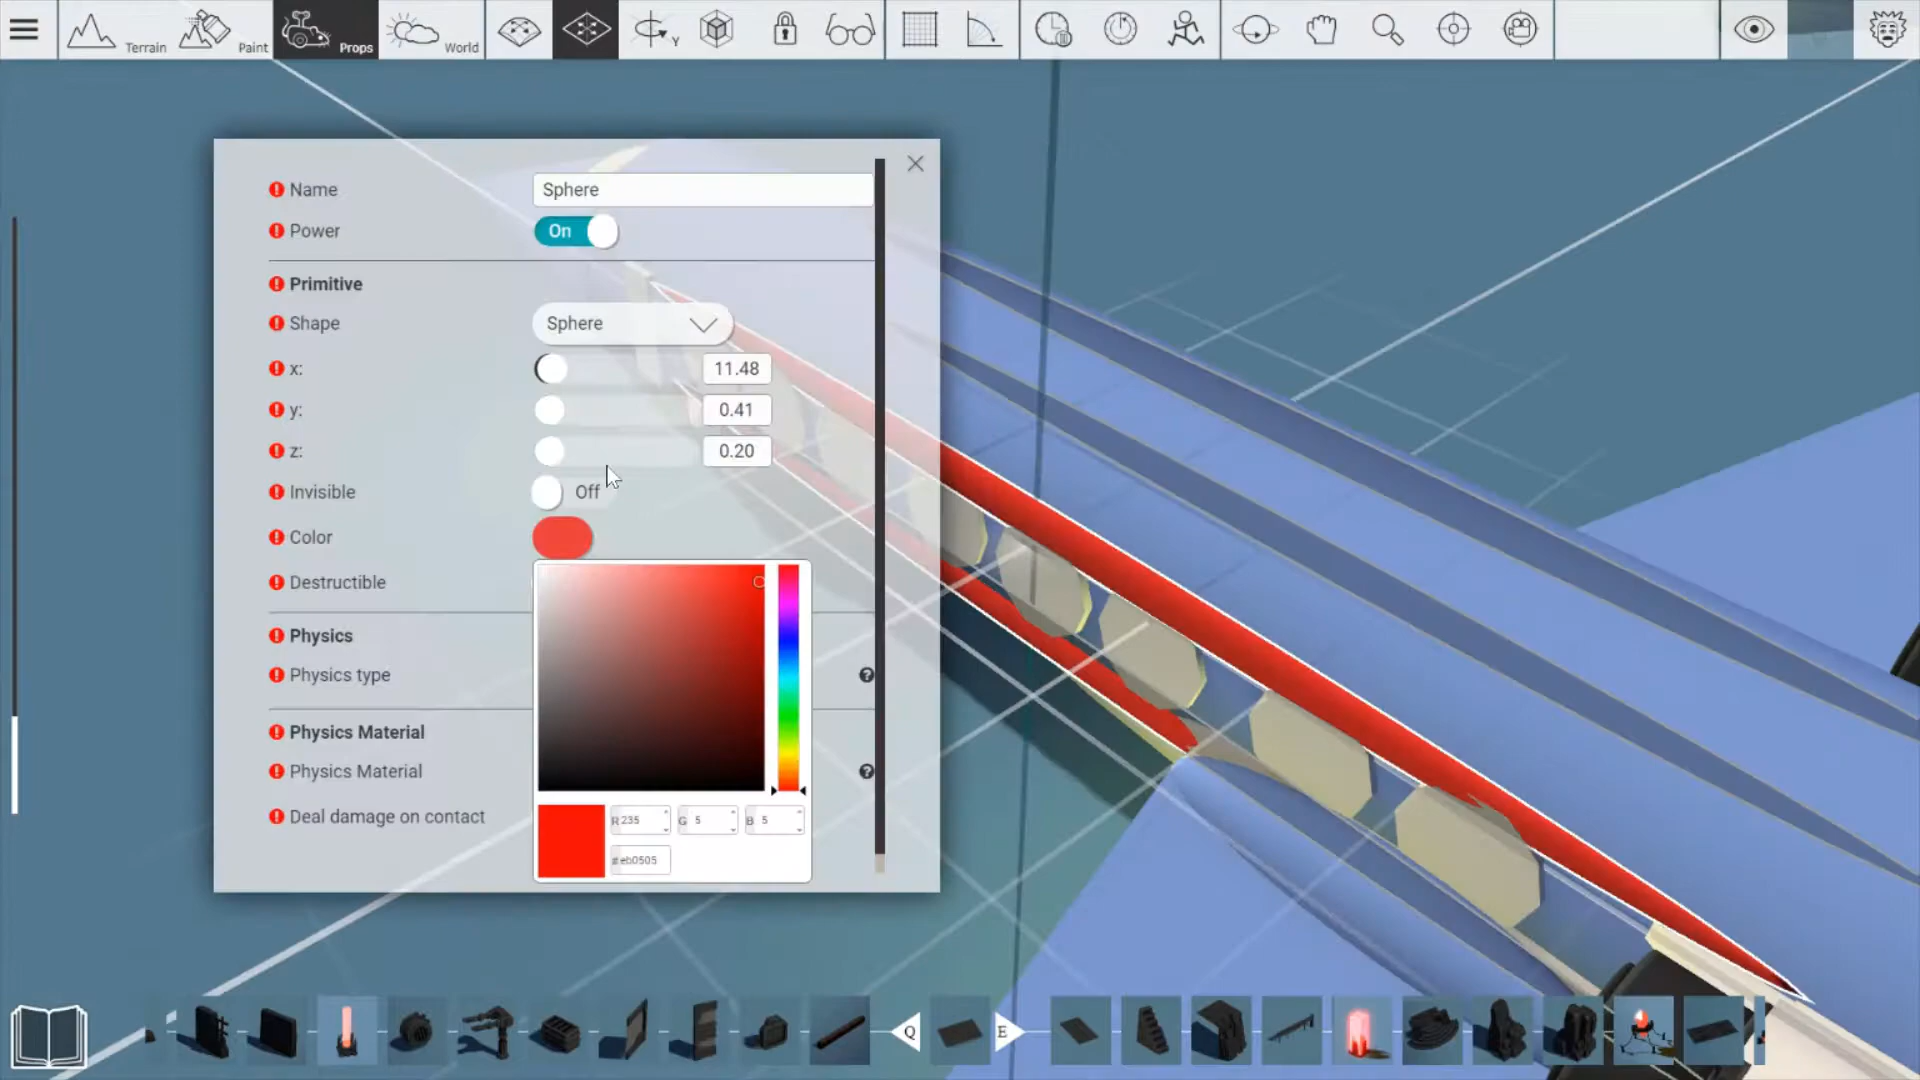 Terrain Paint Props World Y
Name Sphere
Power On
Primitive
Shape Sphere
x: 11.48
y: 0.41
z: 0.20
Invisible Off
Color
Destructible
Physics
Physics type ?
Physics Material
R 235 G 5 B 5
Physics Material ?
Deal damage on contact
#eb0505
Q E